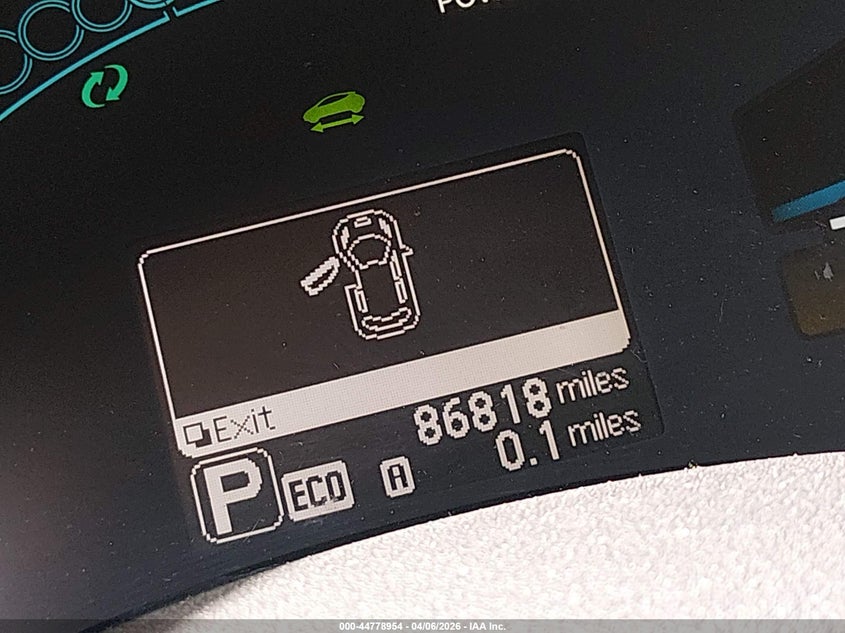 Exit
86818 miles
0.1 miles
P ECO A
000-44778954 - 04/06/2026 - IAA Inc.